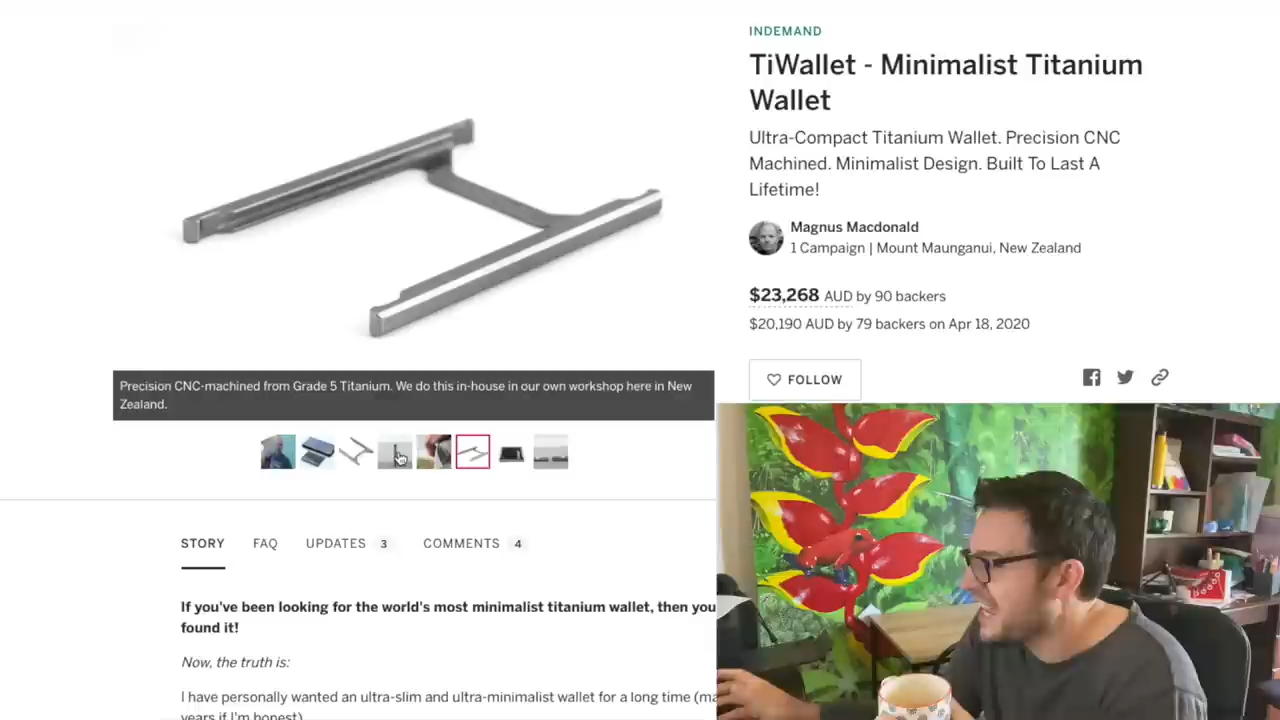 INDEMAND
TiWallet - Minimalist Titanium
Wallet
Ultra-Compact Titanium Wallet. Precision CNC
Machined. Minimalist Design. Built To Last A
Lifetime!
Magnus Macdonald
1 Campaign | Mount Maunganui, New Zealand
$23,268 AUD by 90 backers
$20,190 AUD by 79 backers on Apr 18, 2020
FOLLOW
Precision CNC-machined from Grade 5 Titanium. We do this in-house in our own workshop here in New
Zealand.
STORY FAQ UPDATES 3 COMMENTS 4
If you've been looking for the world's most minimalist titanium wallet, then you
found it!
Now, the truth is:
I have personally wanted an ultra-slim and ultra-minimalist wallet for a long time (ma
years if I'm honest)